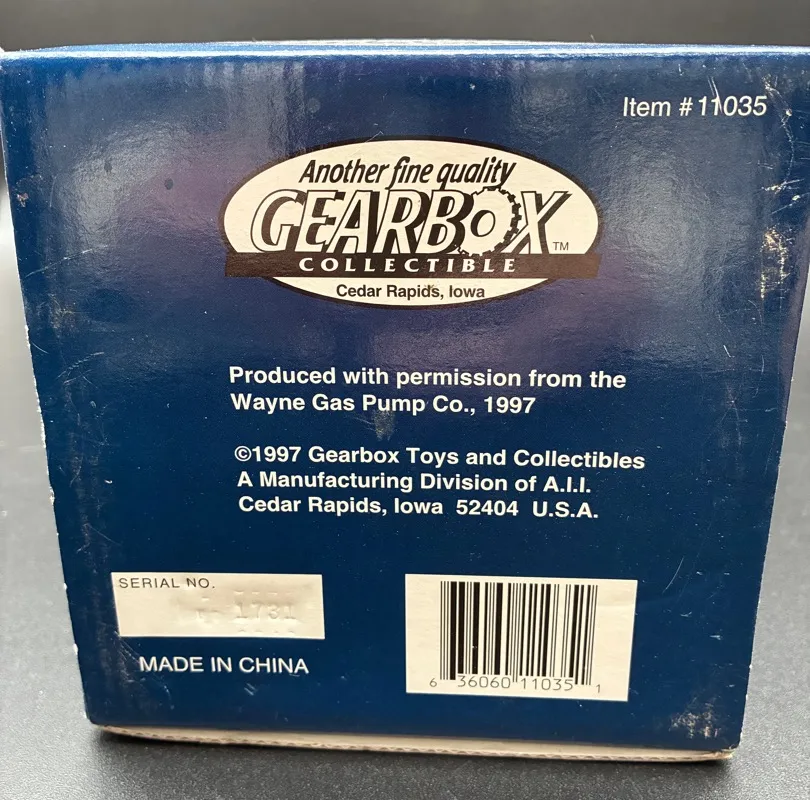 Item #11035
Another fine quality
GEARBOX TM
COLLECTIBLE
Cedar Rapids, Iowa
Produced with permission from the
Wayne Gas Pump Co., 1997
©1997 Gearbox Toys and Collectibles
A Manufacturing Division of A.I.I.
Cedar Rapids, Iowa 52404 U.S.A.
SERIAL NO.
MADE IN CHINA
6 36060 11035 1